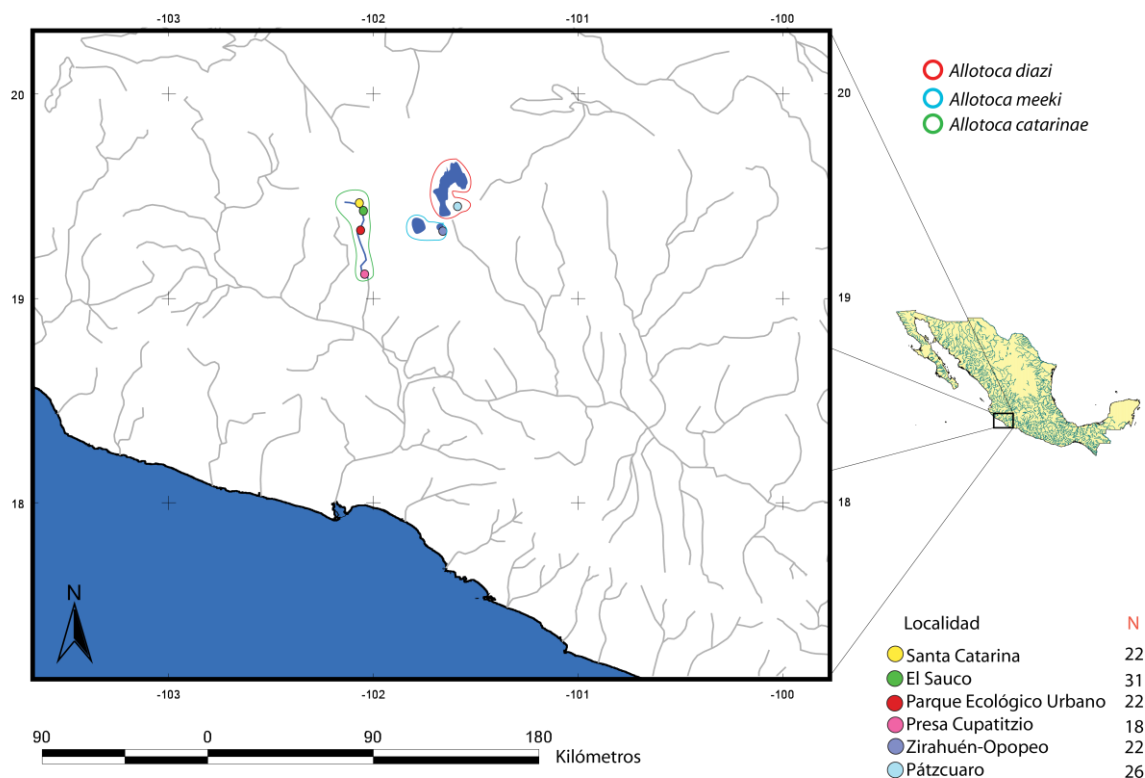 -103 -102 -101 -100
20 20
19 19
18 18
-103 -102 -101 -100
N
90 0 90 180
Kilómetros
Allotoca diazi
Allotoca meeki
Allotoca catarinae
Localidad N
Santa Catarina 22
El Sauco 31
Parque Ecológico Urbano 22
Presa Cupatitzio 18
Zirahuén-Opopeo 22
Pátzcuaro 26